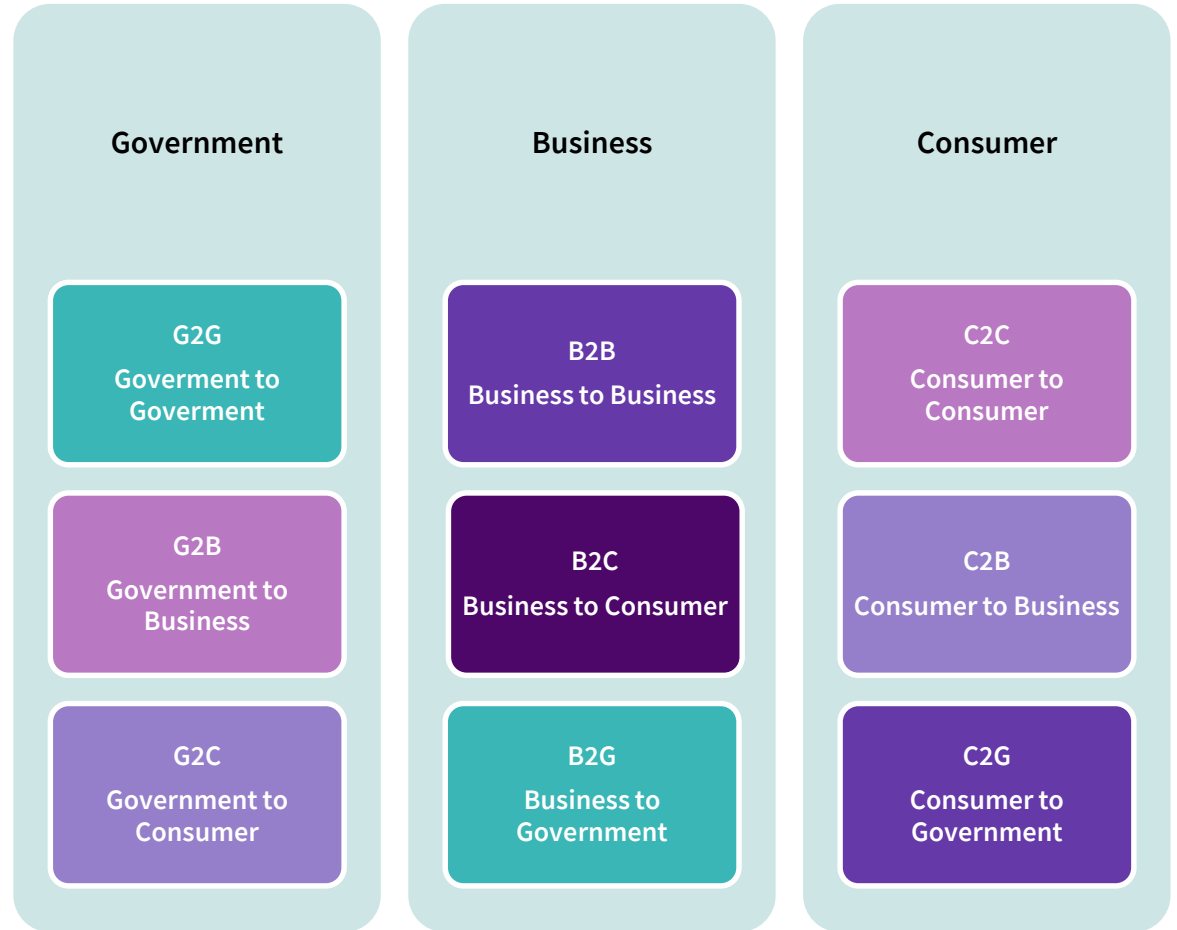 Government
G2G
Goverment to
Goverment
G2B
Government to
Business
G2C
Government to
Consumer
Business
B2B
Business to Business
B2C
Business to Consumer
B2G
Business to
Government
Consumer
C2C
Consumer to
Consumer
C2B
Consumer to Business
C2G
Consumer to
Government